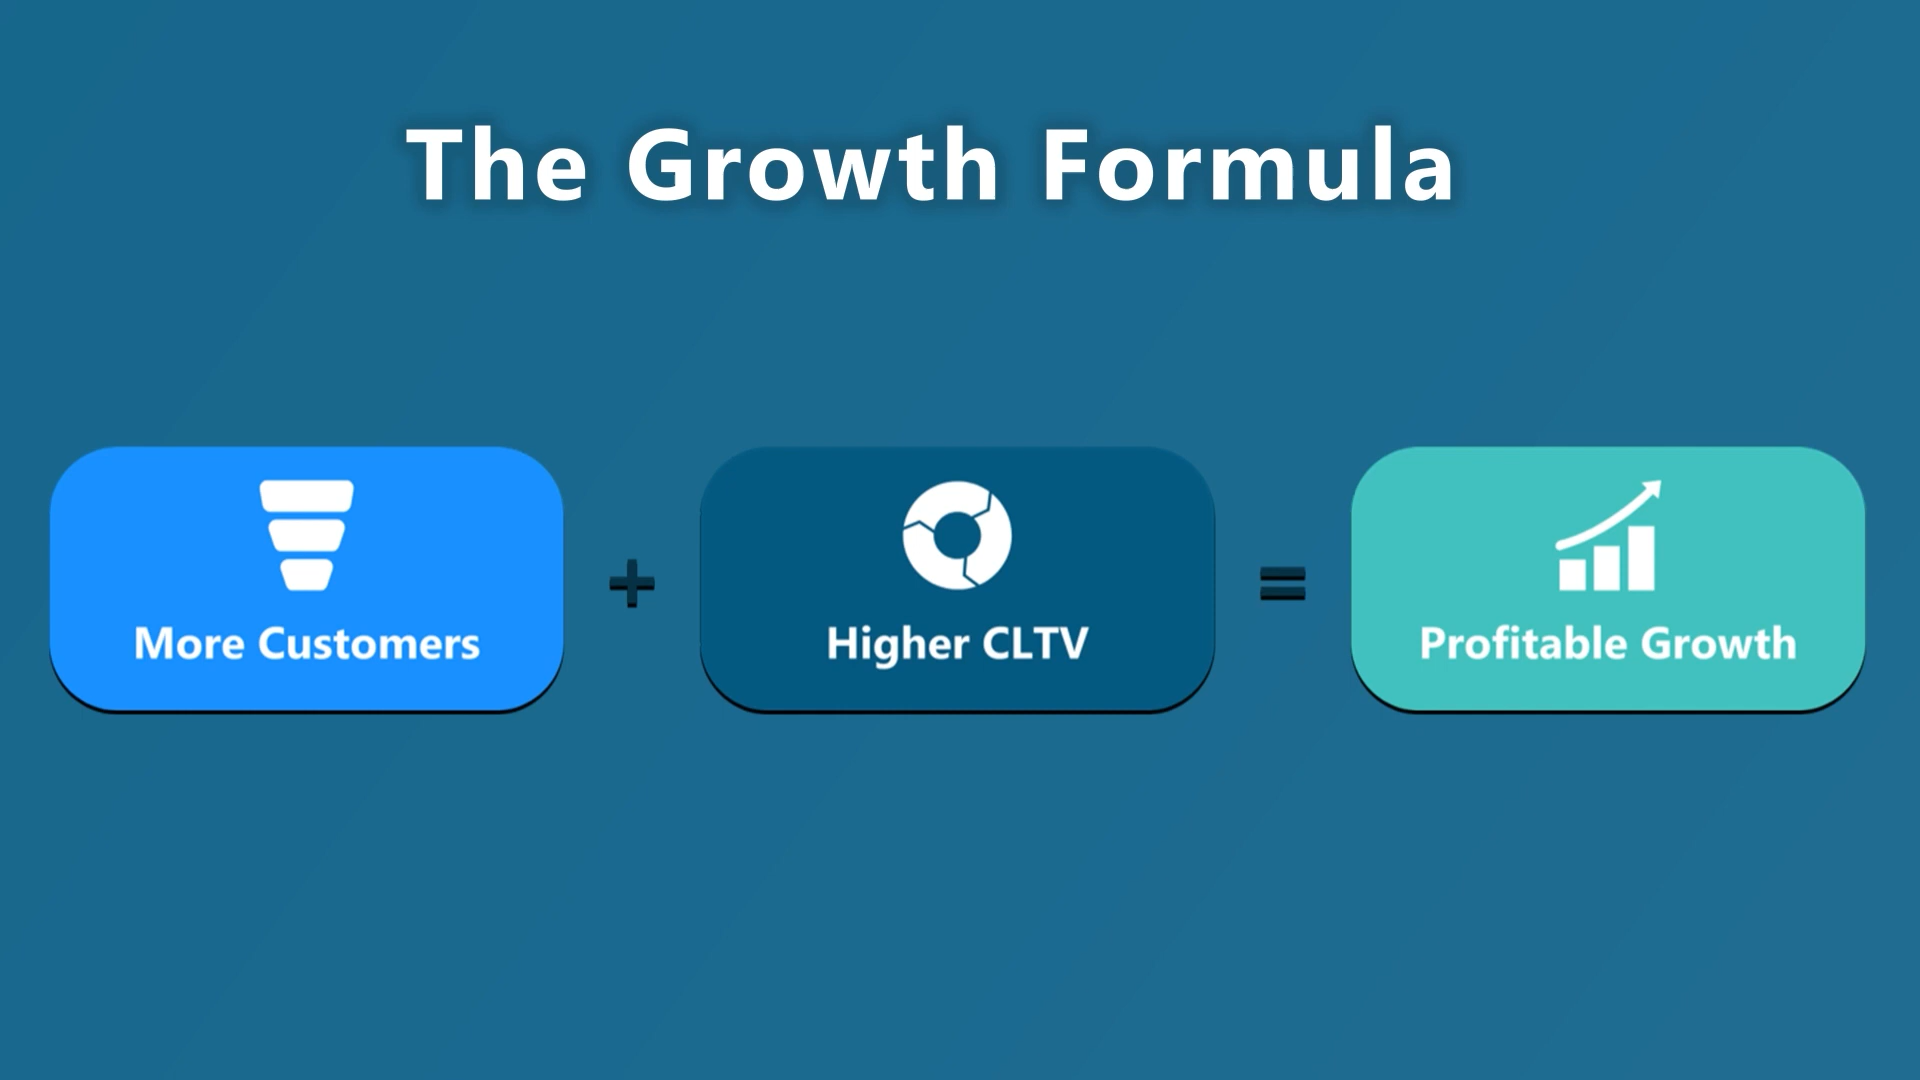 The Growth Formula
More Customers
+
Higher CLTV
=
Profitable Growth